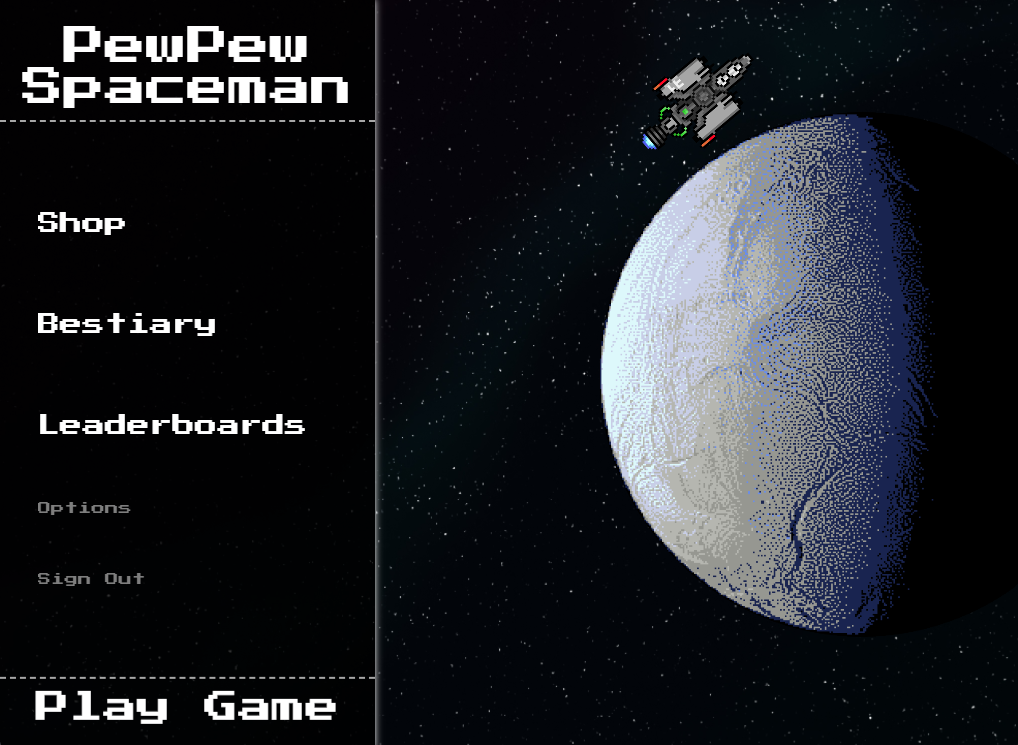 PewPew
Spaceman
Shop
Bestiary
Leaderboards
Options
Sign Out
Play Game